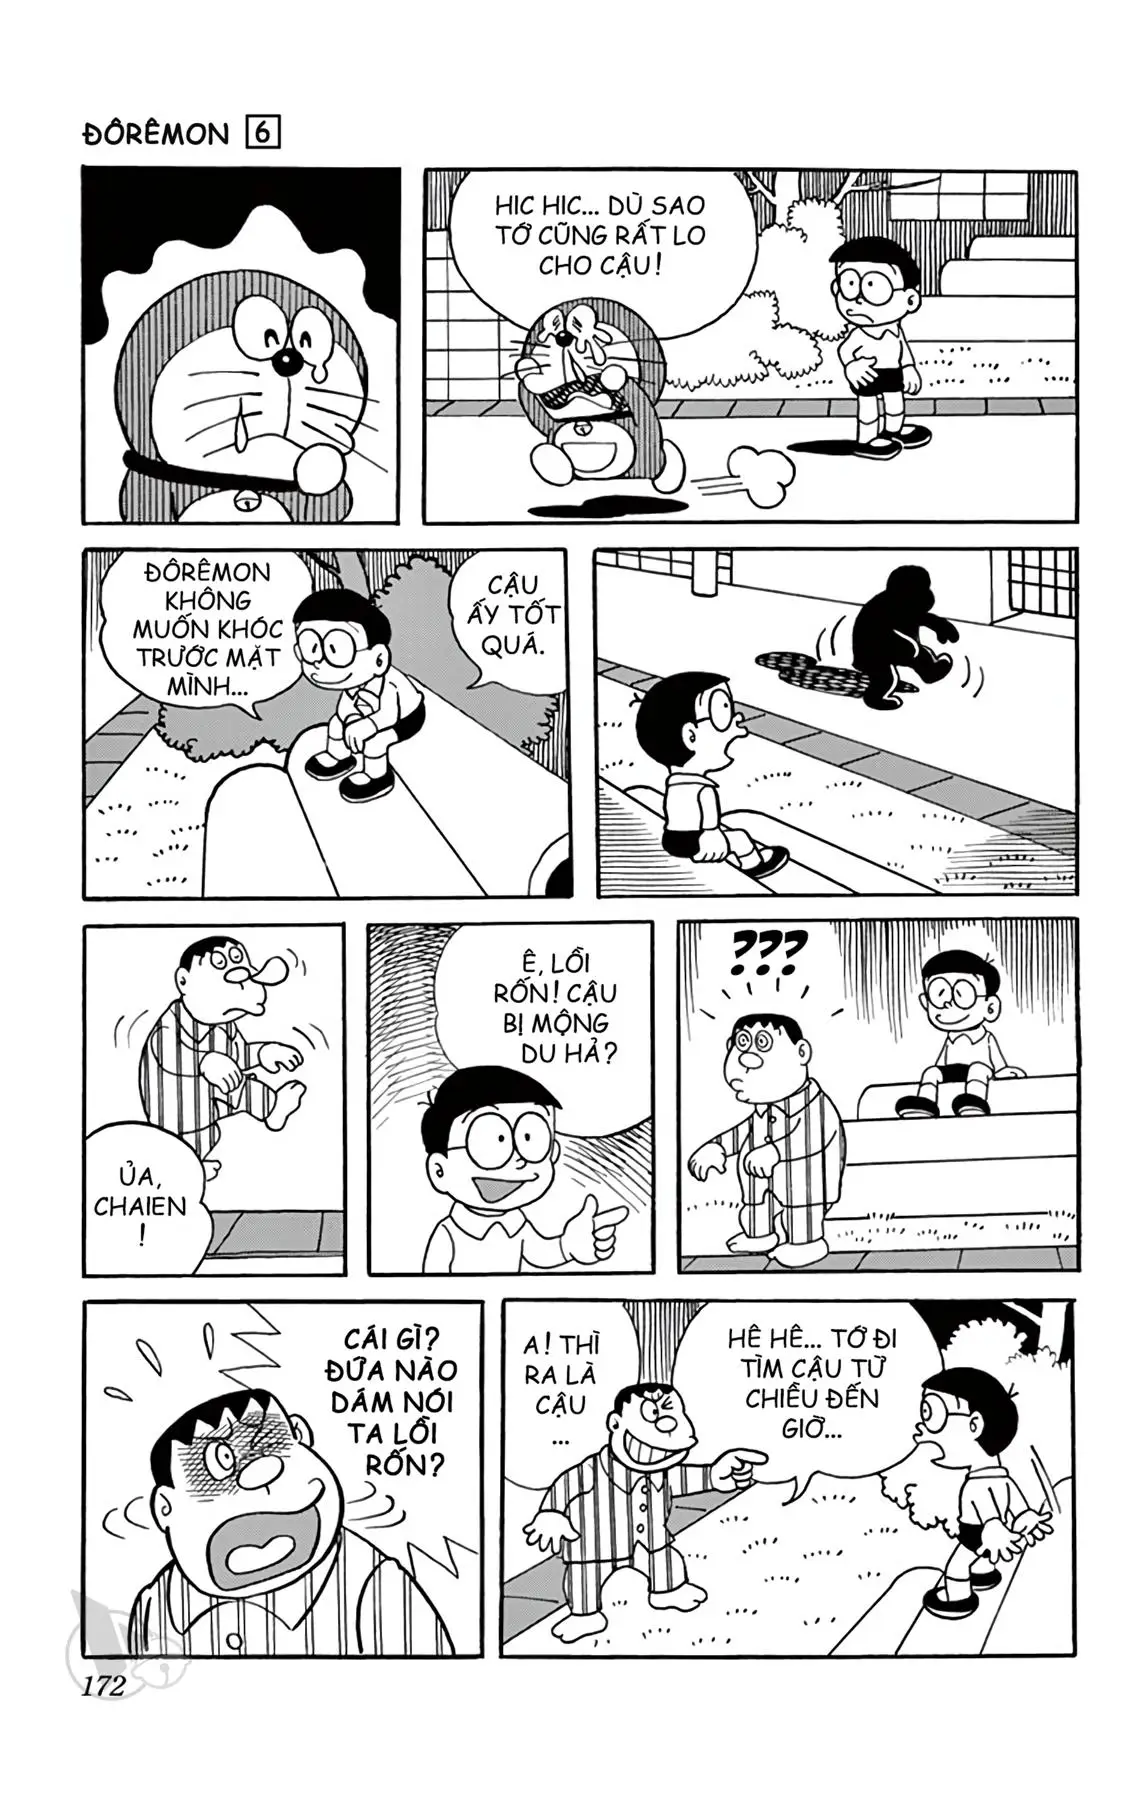 ĐÔRÊMON 6
HIC HIC... DÙ SAO
TỚ CŨNG RẤT LO
CHO CẬU!
ĐÔRÊMON
KHÔNG
MUỐN KHÓC
TRƯỚC MẶT
MÌNH...
CẬU
ẤY TỐT
QUÁ.
ỦA,
CHAIEN
!
Ê, LỒI
RỐN! CẬU
BỊ MỘNG
DU HẢ?
???
CÁI GÌ?
ĐỨA NÀO
DÁM NÓI
TA LỒI
RỐN?
A! THÌ
RA LÀ
CẬU
...
HÊ HÊ... TỚ ĐI
TÌM CẬU TỪ
CHIỀU ĐẾN
GIỜ...
172